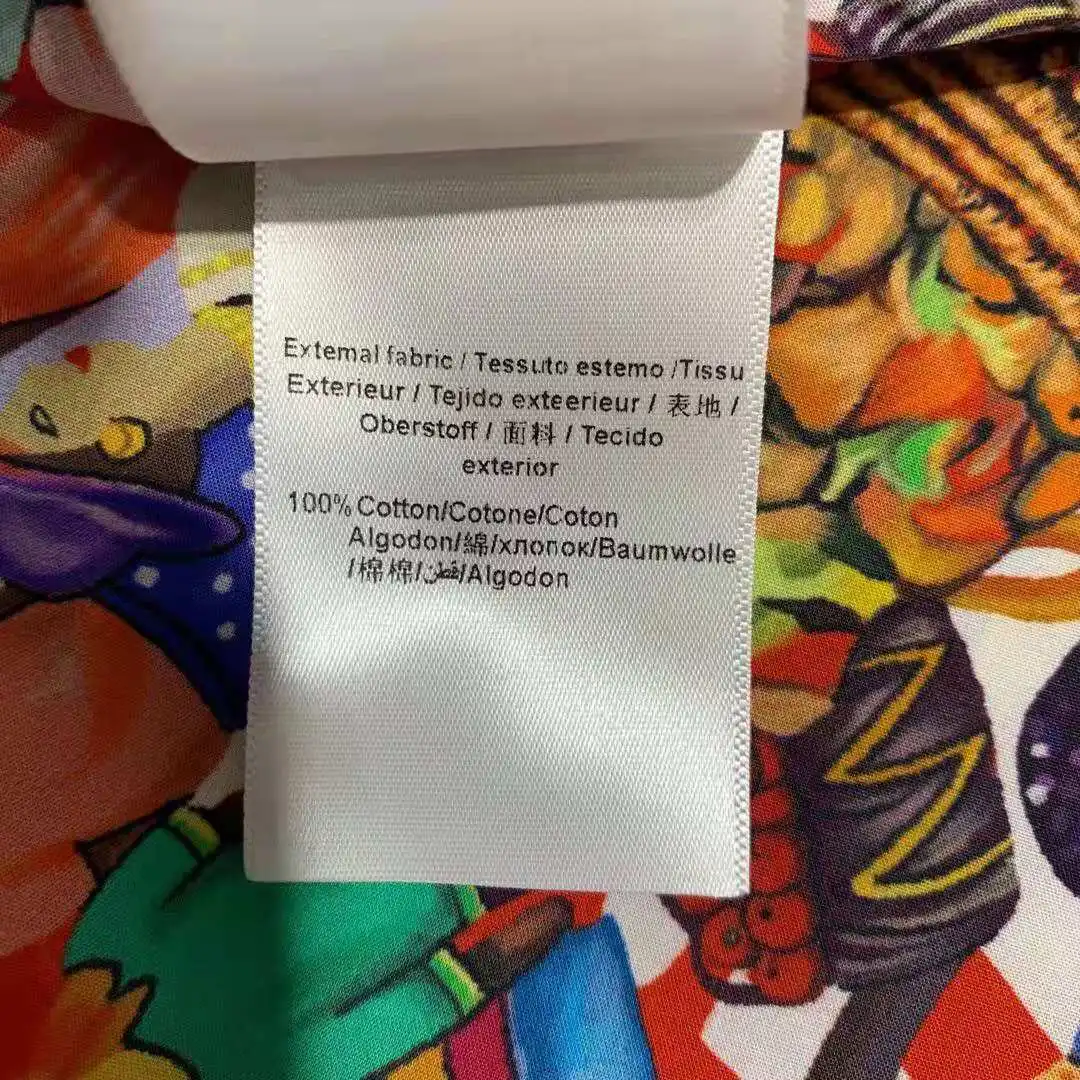 Extemal fabric / Tessuto estemo /Tissu
Exterieur / Tejido exteerieur / 表地 /
Oberstoff / 面料 / Tecido
exterior
100% Cotton/Cotone/Coton
Algodon/綿/хлопок/Baumwolle
/棉棉/قطن/Algodon